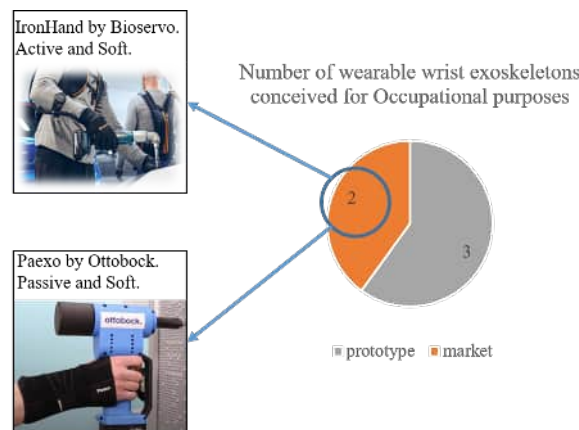 IronHand by Bioservo.
Active and Soft.
Number of wearable wrist exoskeletons
conceived for Occupational purposes
2
3
Paexo by Ottobock.
Passive and Soft.
ottobock.
prototype market